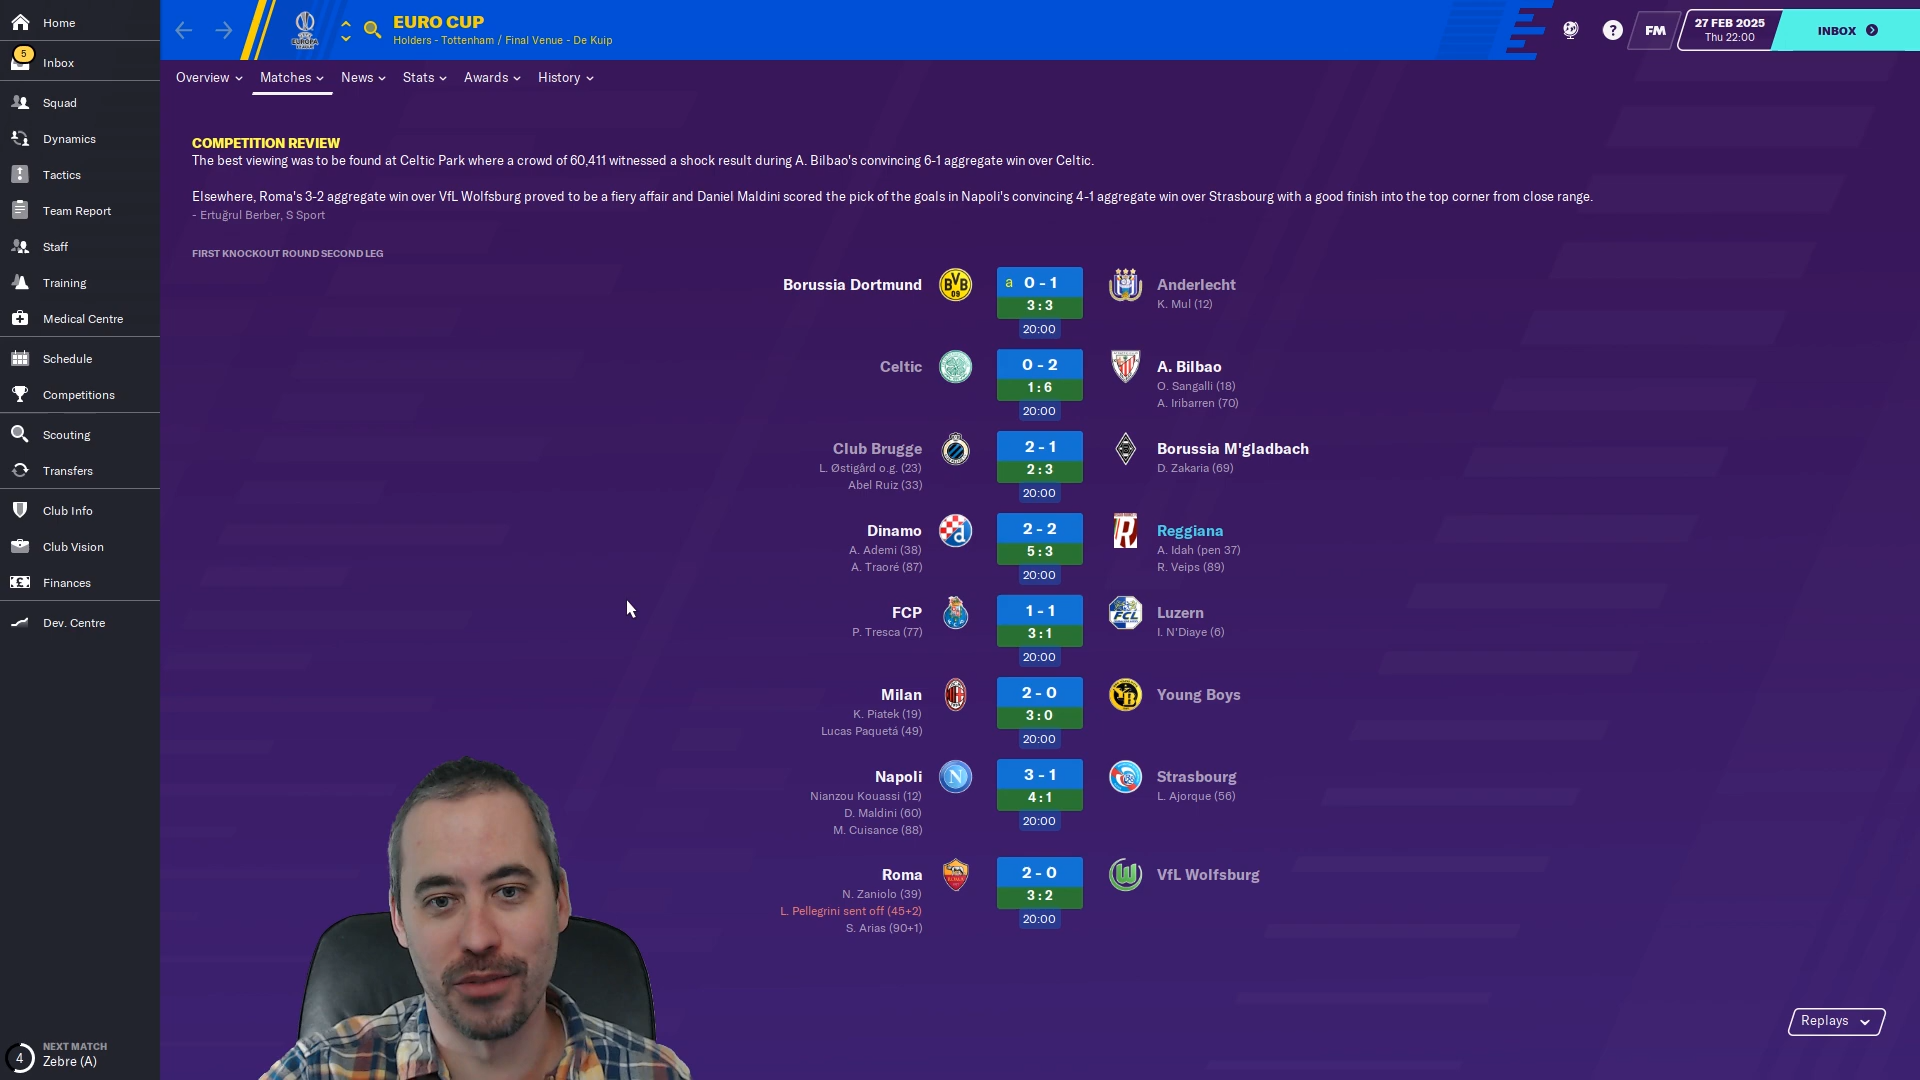 Home
5
Inbox
Squad
Dynamics
Tactics
Team Report
Staff
Training
Medical Centre
Schedule
Competitions
Scouting
Transfers
Club Info
Club Vision
Finances
Dev. Centre
4
NEXT MATCH
Zebre (A)
EURO CUP
Holders - Tottenham / Final Venue - De Kuip
?
FM
27 FEB 2025
Thu 22:00
INBOX
Overview
Matches
News
Stats
Awards
History
COMPETITION REVIEW
The best viewing was to be found at Celtic Park where a crowd of 60,411 witnessed a shock result during A. Bilbao's convincing 6-1 aggregate win over Celtic.
Elsewhere, Roma's 3-2 aggregate win over VfL Wolfsburg proved to be a fiery affair and Daniel Maldini scored the pick of the goals in Napoli's convincing 4-1 aggregate win over Strasbourg with a good finish into the top corner from close range.
- Ertuğrul Berber, S Sport
FIRST KNOCKOUT ROUND SECOND LEG
Borussia Dortmund
BVB
09
a 0 - 1
3 : 3
20:00
Anderlecht
K. Mul (12)
Celtic
0 - 2
1 : 6
20:00
A. Bilbao
O. Sangalli (18)
A. Iribarren (70)
Club Brugge
L. Østigård o.g. (23)
Abel Ruiz (33)
2 - 1
2 : 3
20:00
Borussia M'gladbach
D. Zakaria (69)
Dinamo
A. Ademi (38)
A. Traoré (87)
2 - 2
5 : 3
20:00
R
Reggiana
A. Idah (pen 37)
R. Veips (89)
FCP
P. Tresca (77)
1 - 1
3 : 1
20:00
FCL
Luzern
I. N'Diaye (6)
Milan
K. Piatek (19)
Lucas Paquetá (49)
2 - 0
3 : 0
20:00
Young Boys
Napoli
Nianzou Kouassi (12)
D. Maldini (60)
M. Cuisance (88)
N
3 - 1
4 : 1
20:00
Strasbourg
L. Ajorque (56)
Roma
N. Zaniolo (39)
L. Pellegrini sent off (45+2)
S. Arias (90+1)
2 - 0
3 : 2
20:00
VfL Wolfsburg
Replays